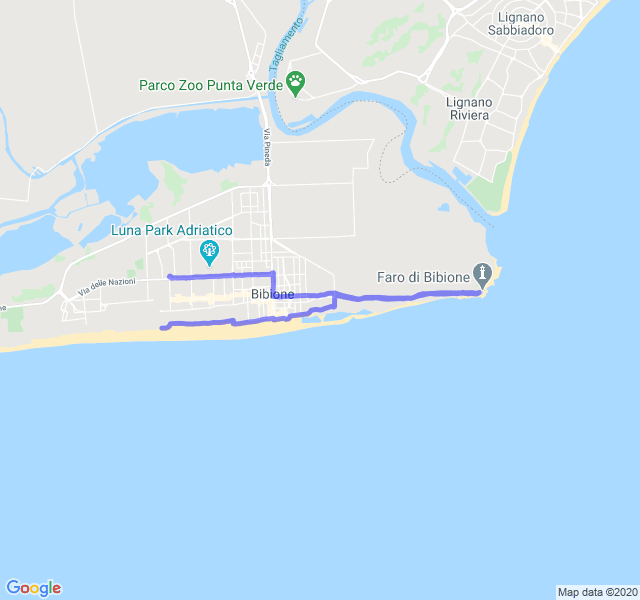 Lignano
Sabbiadoro
Tagliamento
Parco Zoo Punta Verde
Lignano
Riviera
Via Pineda
Luna Park Adriatico
Faro di Bibione
Via delle Nazioni
Bibione
Google
Map data ©2020